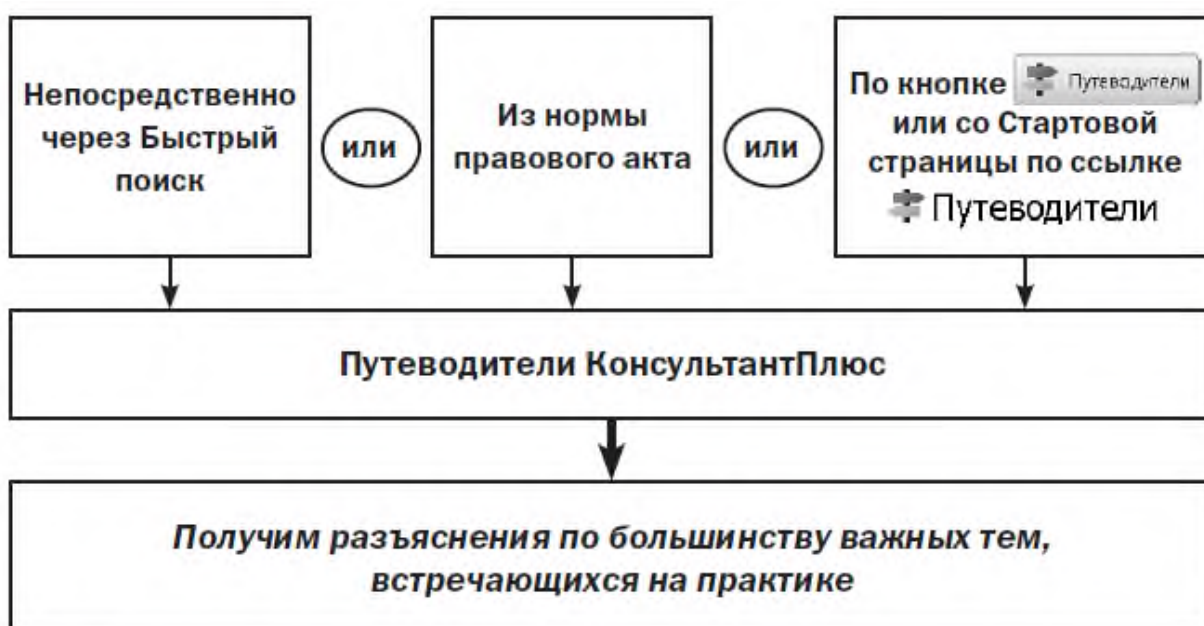 Непосредственно
через Быстрый
поиск
или
Из нормы
правового акта
или
По кнопке Путеводители
или со Стартовой
страницы по ссылке
Путеводители
Путеводители КонсультантПлюс
Получим разъяснения по большинству важных тем,
встречающихся на практике